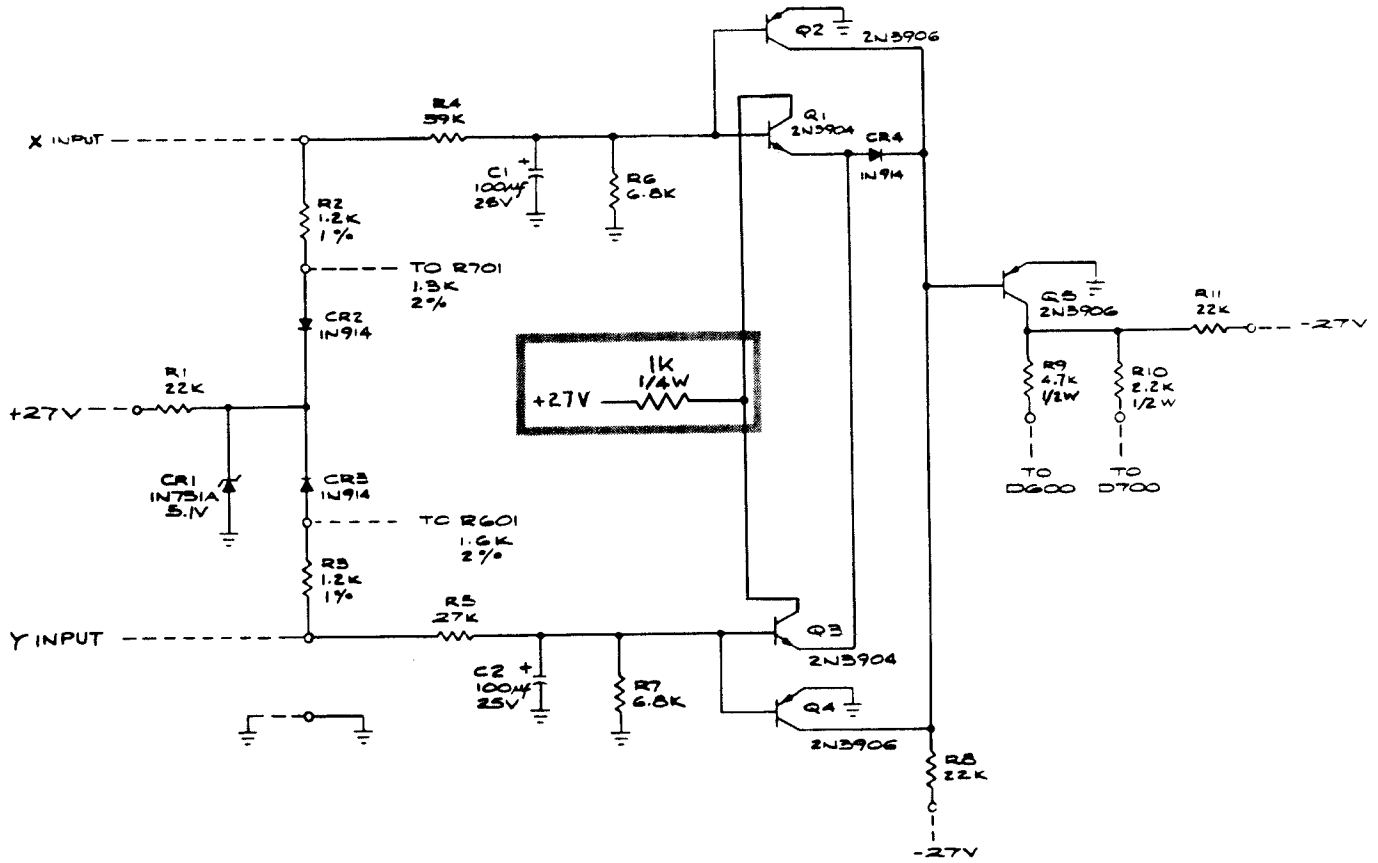 Q2
2N3906
R4
39K
X INPUT
Q1
2N3904
CR4
1N914
C1
+
100μf
25V
R6
6.8K
R2
1.2K
1%
TO R701
1.3K
2%
CR2
1N914
Q5
2N3906
R11
22K
-27V
R9
4.7K
1/2W
R10
2.2K
1/2W
TO
D600
TO
D700
1K
1/4W
+27V
R1
22K
+27V
CR1
1N751A
5.1V
CR3
1N914
TO R601
1.6K
2%
R3
1.2K
1%
R5
27K
Y INPUT
Q3
2N3904
C2
+
100μf
25V
R7
6.8K
Q4
2N3906
R8
22K
-27V